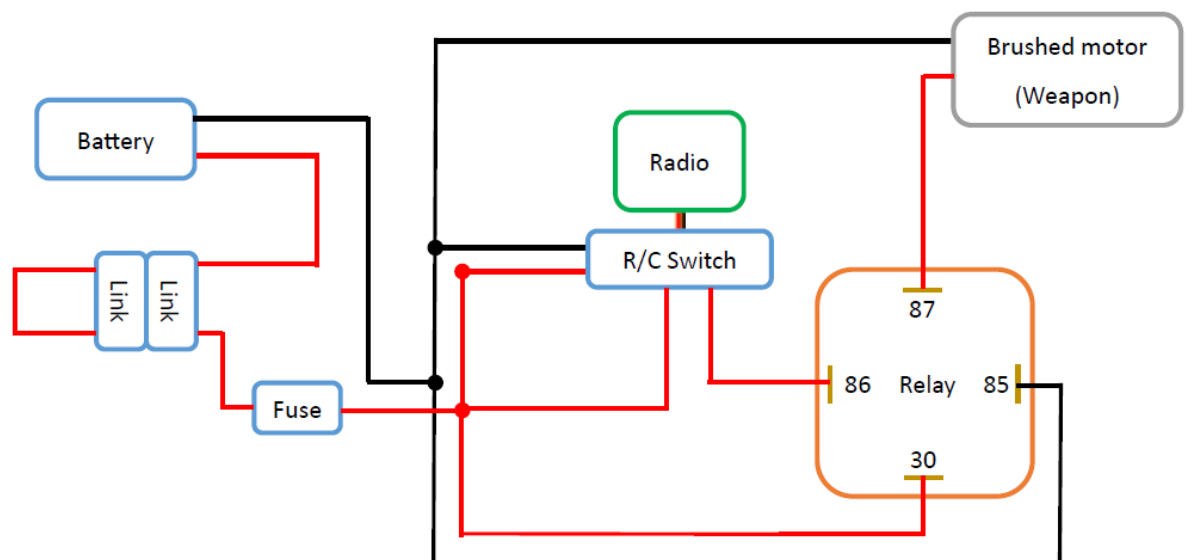 Brushed motor
(Weapon)
Battery
Radio
R/C Switch
Link
Link
87
86
Relay
85
Fuse
30